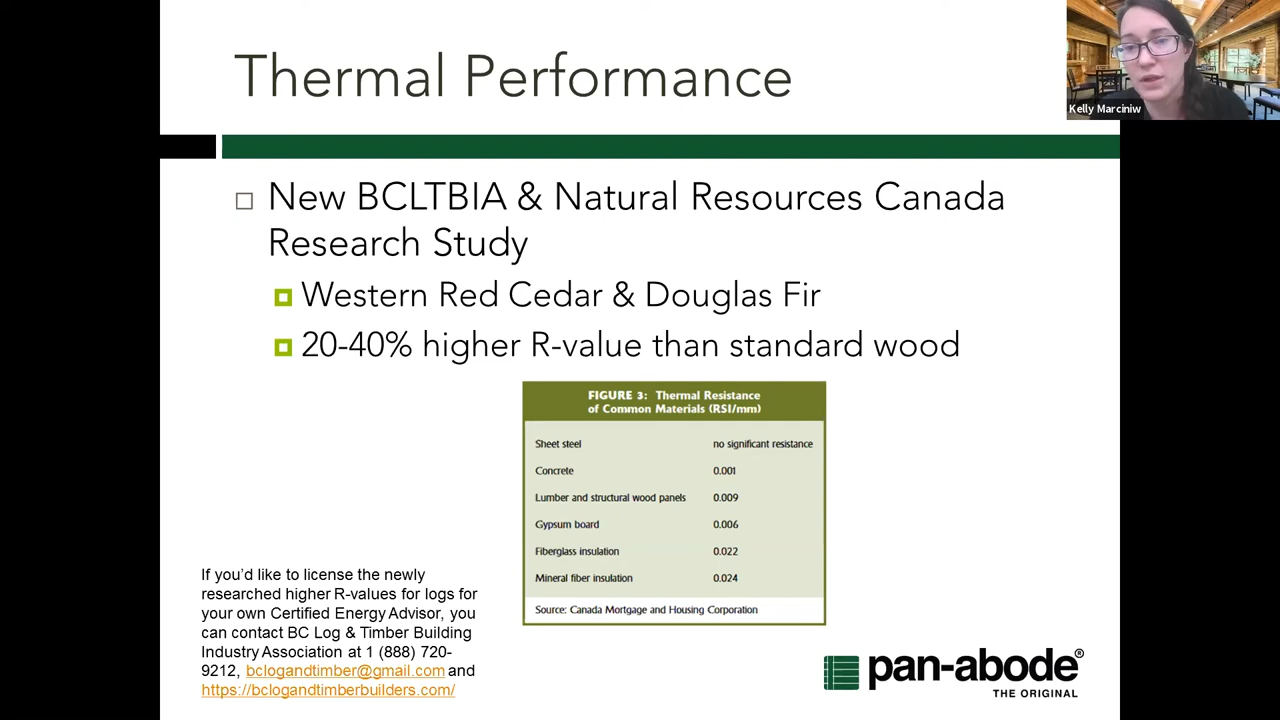 Thermal Performance
Kelly Marciniw
New BCLTBIA & Natural Resources Canada
Research Study
Western Red Cedar & Douglas Fir
20-40% higher R-value than standard wood
FIGURE 3: Thermal Resistance
of Common Materials (RSI/mm)
Sheet steel no significant resistance
Concrete 0.001
Lumber and structural wood panels 0.009
Gypsum board 0.006
Fiberglass insulation 0.022
Mineral fiber insulation 0.024
Source: Canada Mortgage and Housing Corporation
If you'd like to license the newly
researched higher R-values for logs for
your own Certified Energy Advisor, you
can contact BC Log & Timber Building
Industry Association at 1 (888) 720-
9212, bclogandtimber@gmail.com and
https://bclogandtimberbuilders.com/
pan-abode®
THE ORIGINAL